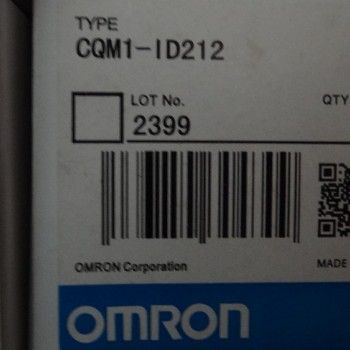 TYPE
CQM1-ID212
LOT No.
QTY
2399
OMRON Corporation
MADE
OMRON